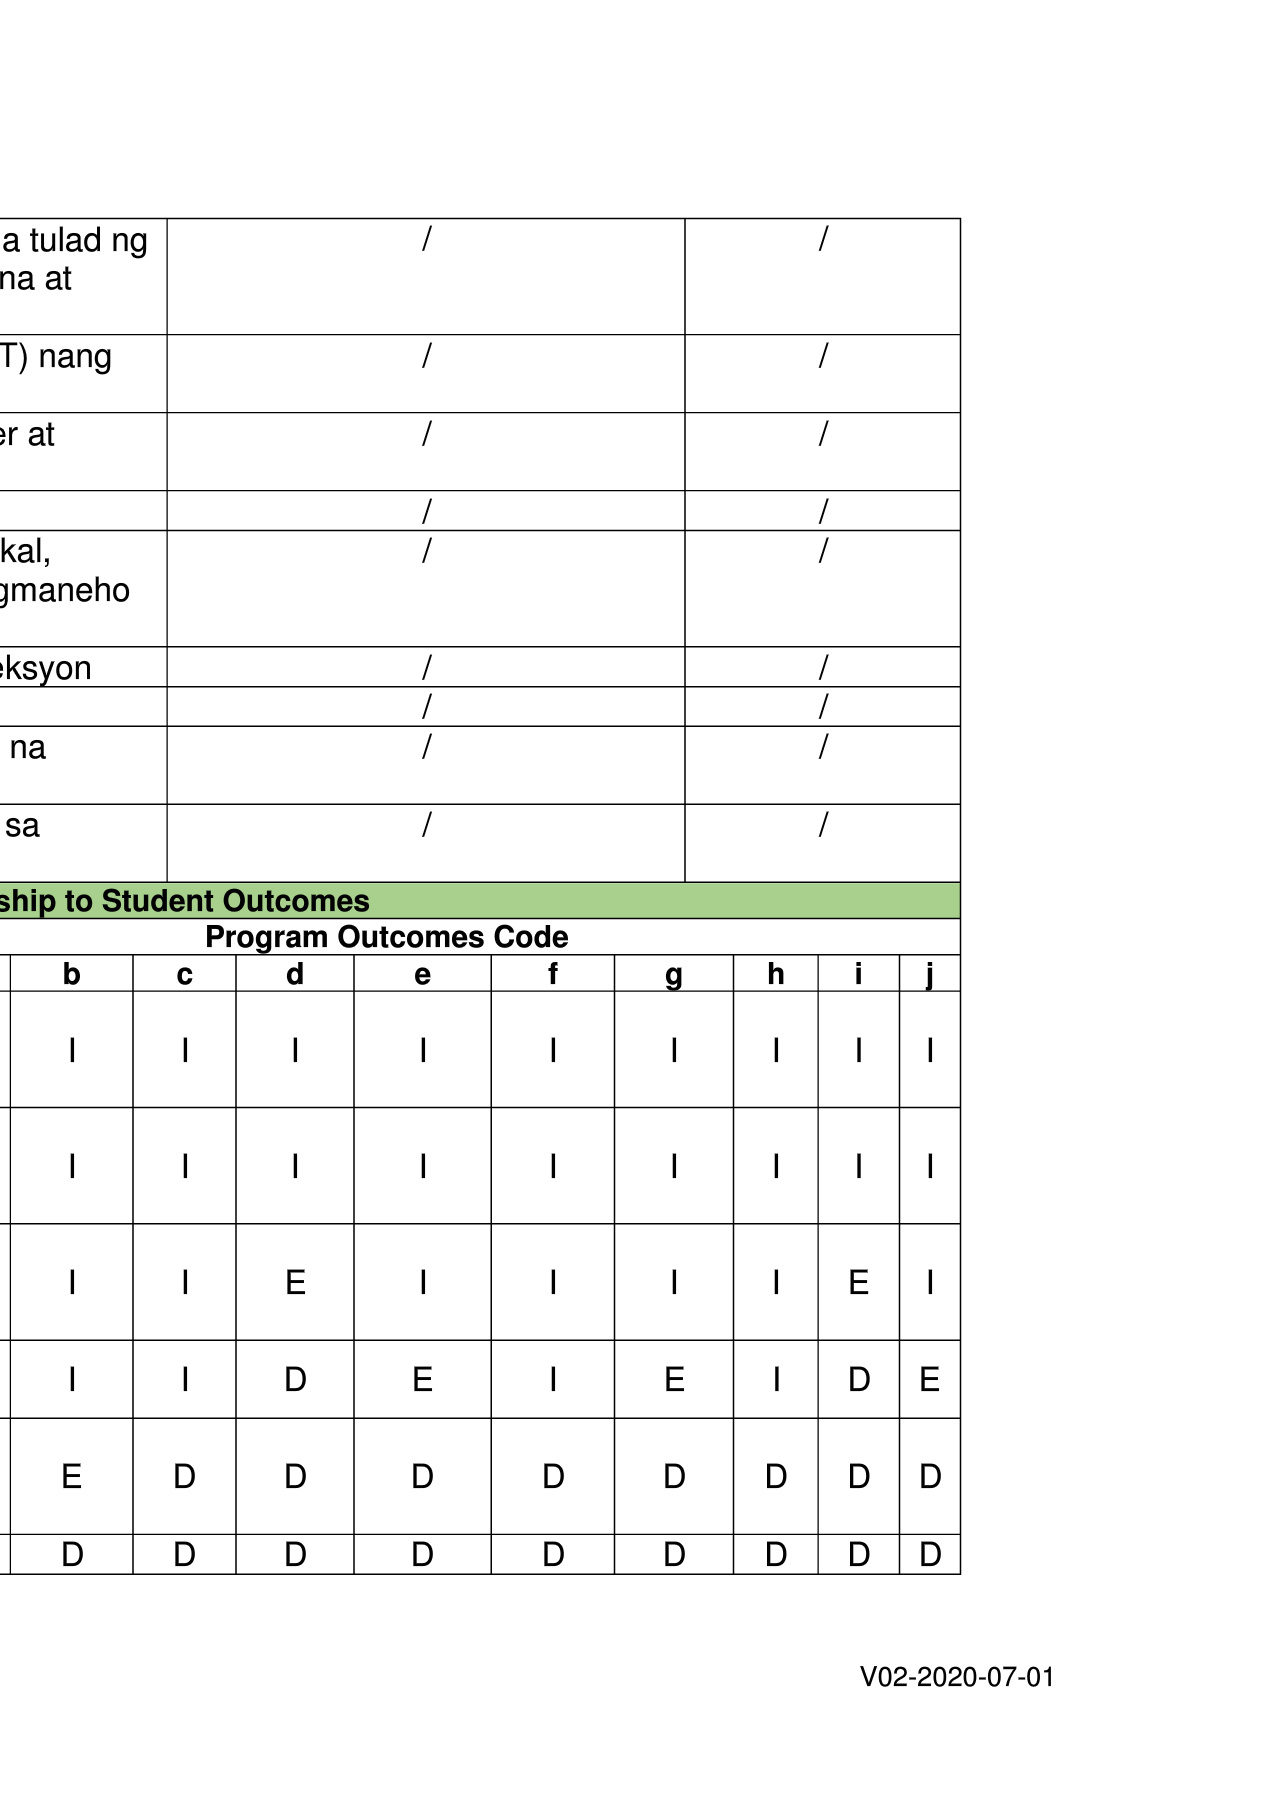 a tulad ng / /
na at
T) nang / /
er at / /
/ /
kal, / /
gmaneho
eksyon / /
/ /
na / /
sa / /
ship to Student Outcomes
Program Outcomes Code
b c d e f g h i j
I I I I I I I I I
I I I I I I I I I
I I E I I I I E I
I I D E I E I D E
E D D D D D D D D
D D D D D D D D D
V02-2020-07-01